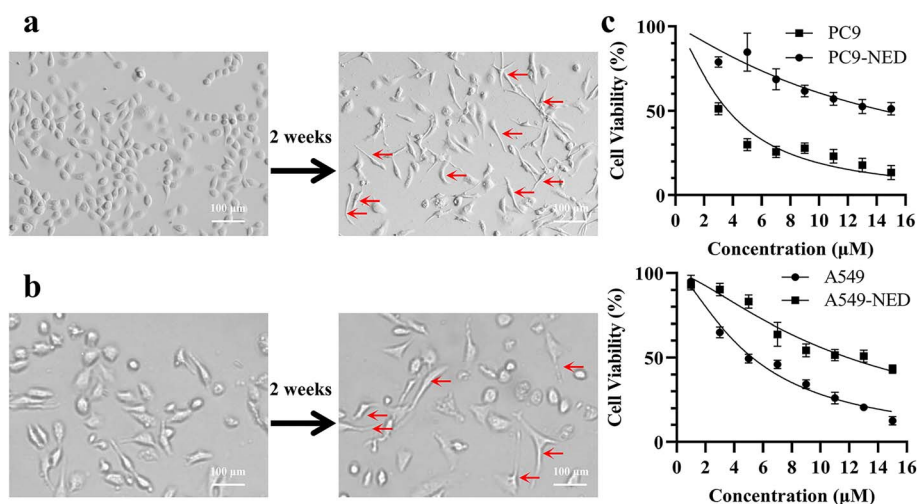 a
2 weeks
100 μm
100 μm
b
2 weeks
100 μm
100 μm
c
100
50
0
Cell Viability (%)
PC9
PC9-NED
0 2 4 6 8 10 12 14 16
Concentration (μM)
100
50
0
Cell Viability (%)
A549
A549-NED
0 2 4 6 8 10 12 14 16
Concentration (μM)